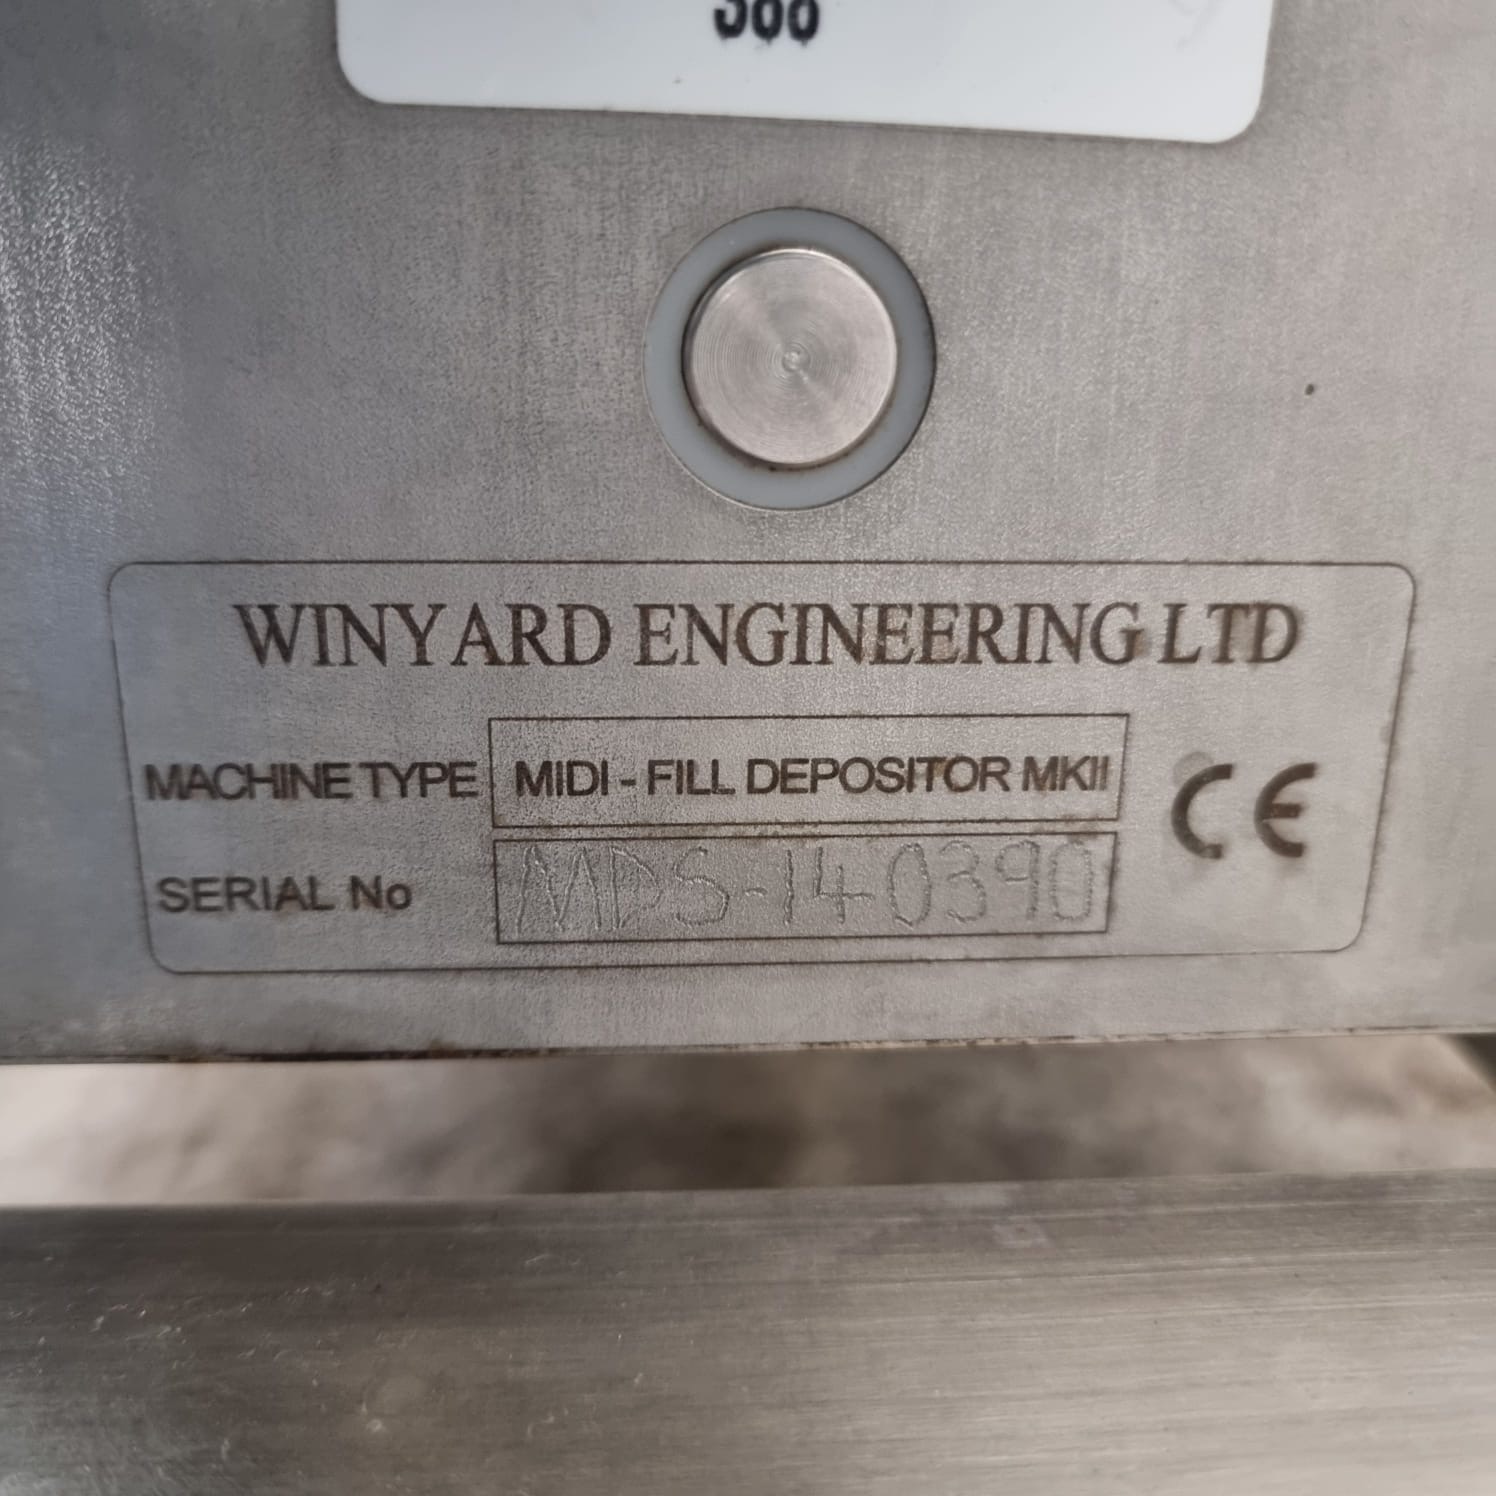 WINYARD ENGINEERING LTD
MACHINE TYPE MIDI - FILL DEPOSITOR MKII
CE
SERIAL No MDS-140390